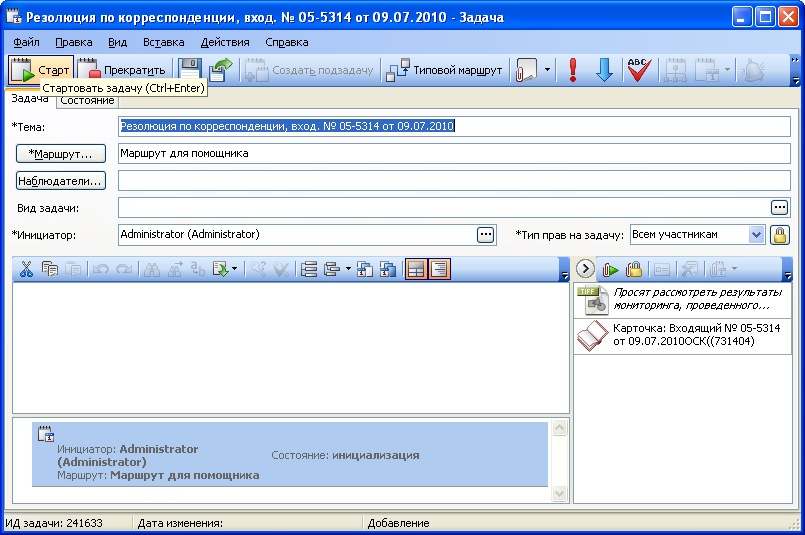 Резолюция по корреспонденции, вход. № 05-5314 от 09.07.2010 - Задача
Файл Правка Вид Вставка Действия Справка
Старт Прекратить Создать подзадачу Типовой маршрут ABC
Стартовать задачу (Ctrl+Enter)
Задача Состояние
*Тема: Резолюция по корреспонденции, вход. № 05-5314 от 09.07.2010
*Маршрут... Маршрут для помощника
Наблюдатели...
Вид задачи: ...
*Инициатор: Administrator (Administrator) ... *Тип прав на задачу: Всем участникам
TIFF Просят рассмотреть результаты
мониторинга, проведенного...
Карточка: Входящий № 05-5314
от 09.07.2010ОСК((731404)
Инициатор: Administrator
(Administrator)
Состояние: инициализация
Маршрут: Маршрут для помощника
ИД задачи: 241633 Дата изменения: Добавление